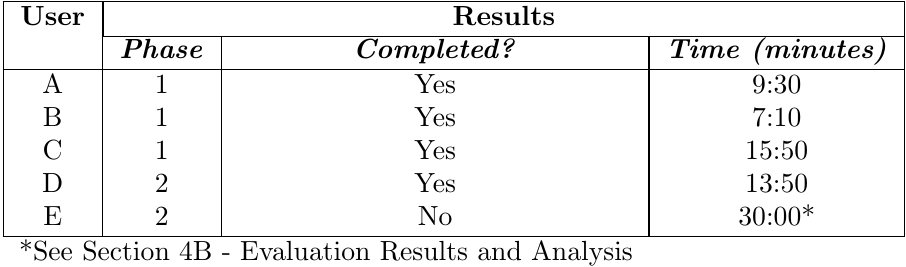 User Results
Phase Completed? Time (minutes)
A 1 Yes 9:30
B 1 Yes 7:10
C 1 Yes 15:50
D 2 Yes 13:50
E 2 No 30:00*
*See Section 4B - Evaluation Results and Analysis